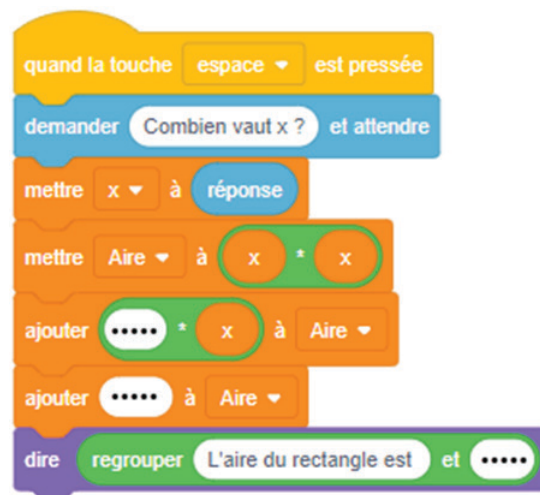 quand la touche espace est pressée
demander Combien vaut x ? et attendre
mettre x à réponse
mettre Aire à x * x
ajouter ••••• * x à Aire
ajouter ••••• à Aire
dire regrouper L'aire du rectangle est et •••••